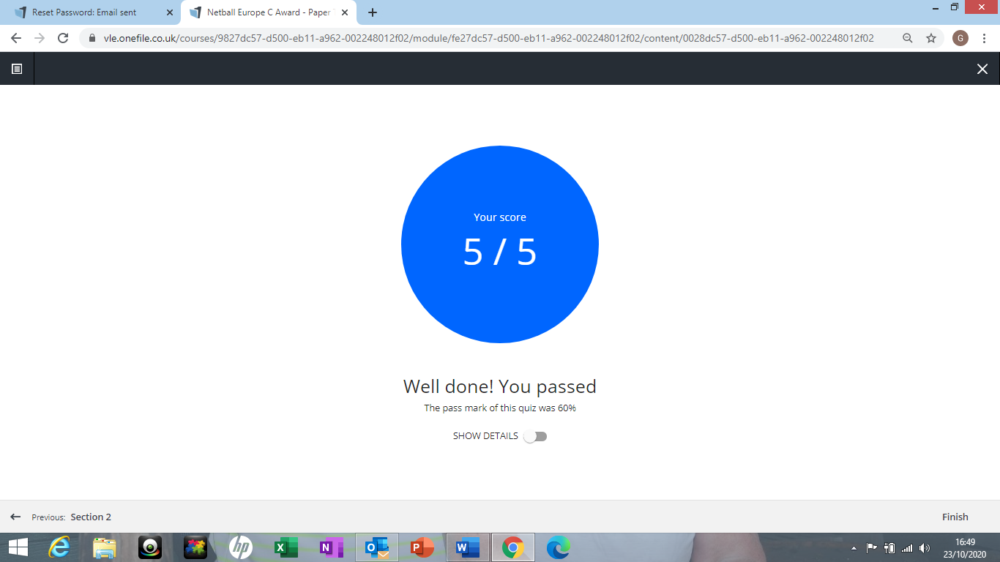 Reset Password: Email sent
Netball Europe C Award - Paper
vle.onefile.co.uk/courses/9827dc57-d500-eb11-a962-002248012f02/module/fe27dc57-d500-eb11-a962-002248012f02/content/0028dc57-d500-eb11-a962-002248012f02
G
Your score
5 / 5
Well done! You passed
The pass mark of this quiz was 60%
SHOW DETAILS
Previous: Section 2
Finish
hp
X
N
O
P
W
16:49
23/10/2020